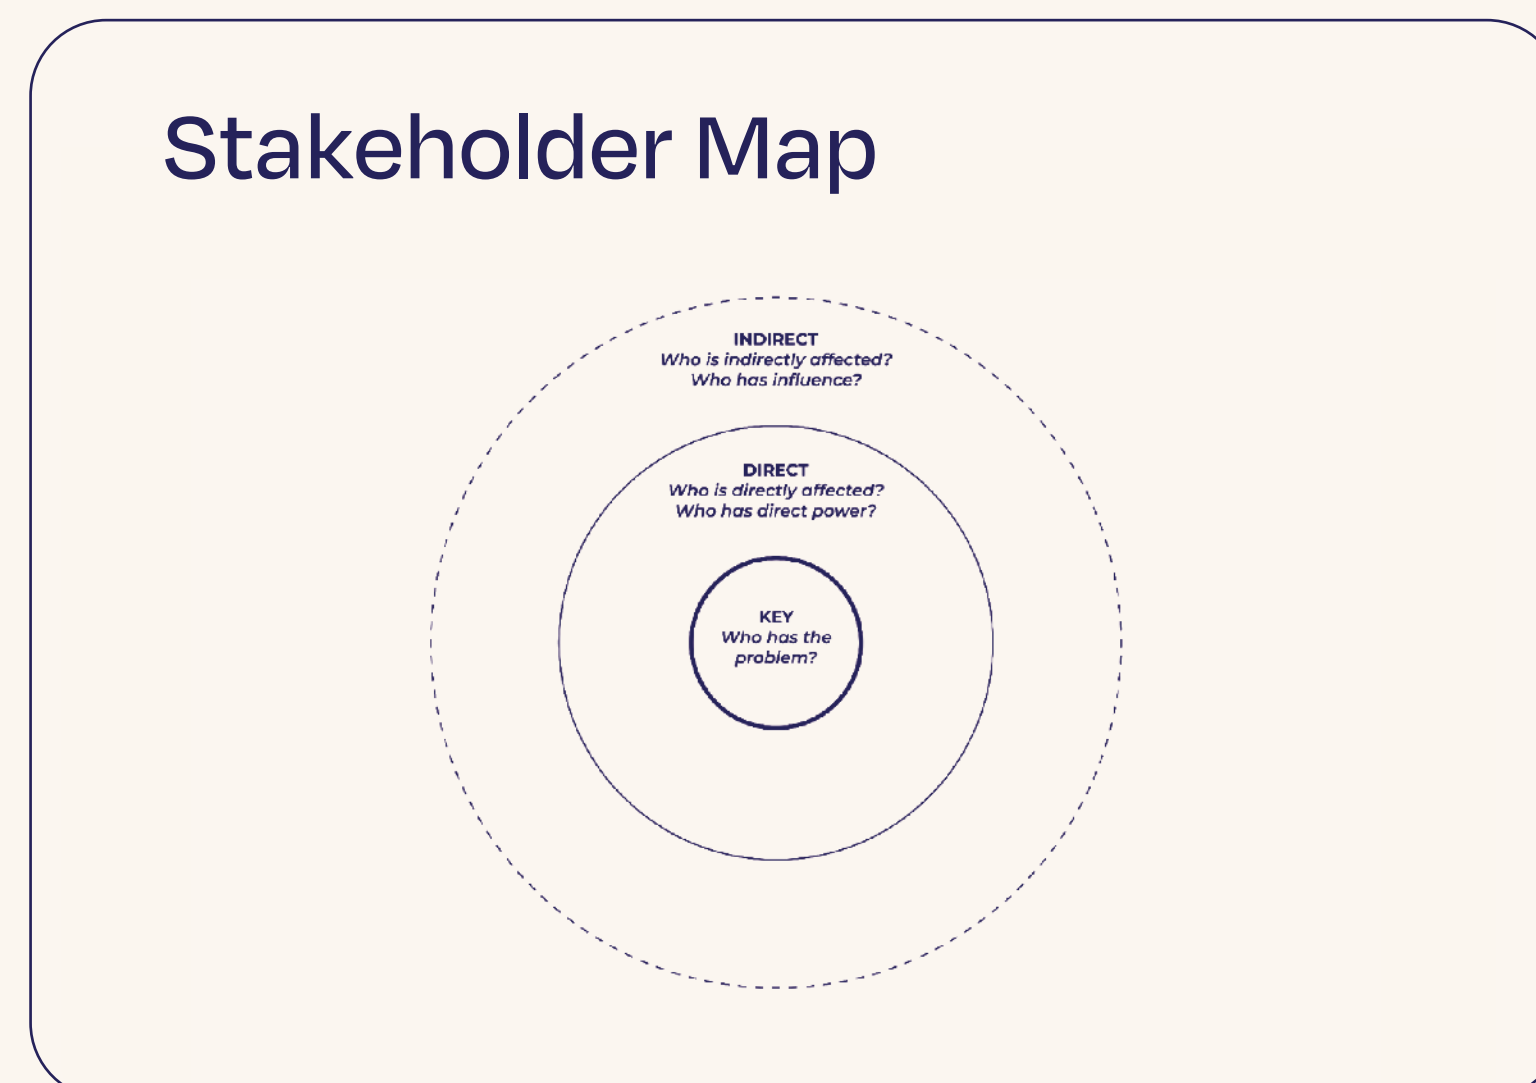 Stakeholder Map
INDIRECT
Who is indirectly affected?
Who has influence?
DIRECT
Who is directly affected?
Who has direct power?
KEY
Who has the
problem?